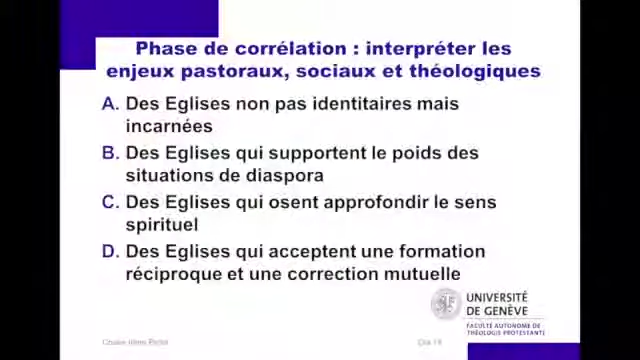 Phase de corrélation : interpréter les
enjeux pastoraux, sociaux et théologiques
A. Des Eglises non pas identitaires mais
incarnées
B. Des Eglises qui supportent le poids des
situations de diaspora
C. Des Eglises qui osent approfondir le sens
spirituel
D. Des Eglises qui acceptent une formation
réciproque et une correction mutuelle
UNIVERSITÉ
DE GENÈVE
FACULTÉ AUTONOME DE
THÉOLOGIE PROTESTANTE